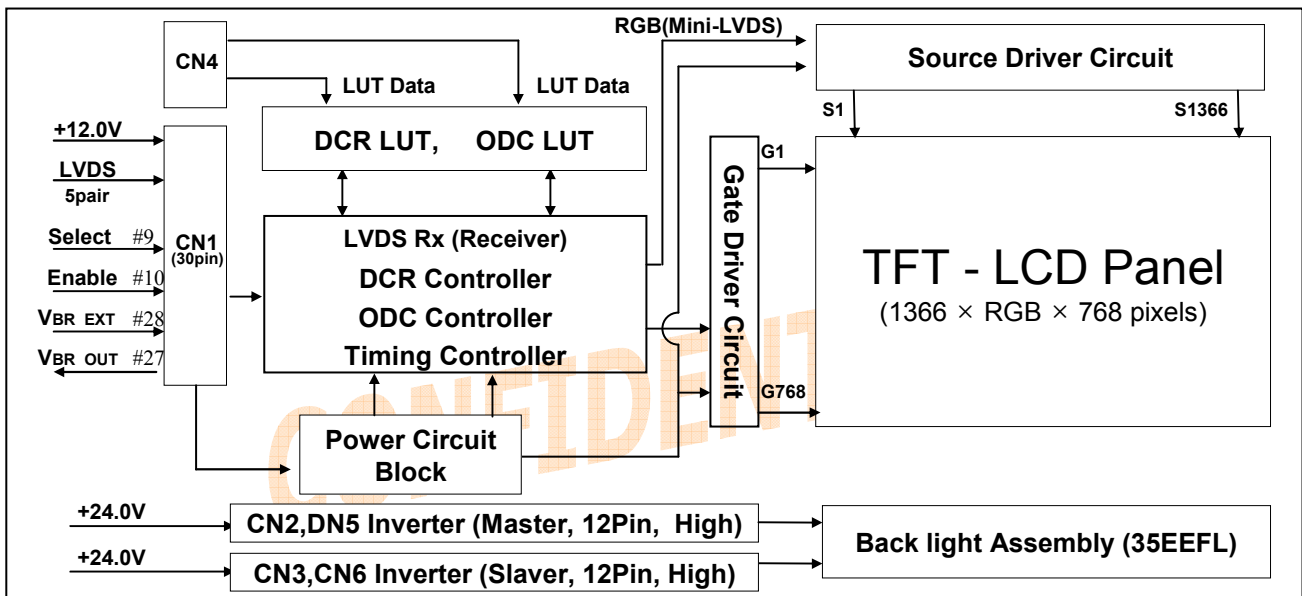 RGB(Mini-LVDS)
CN4
Source Driver Circuit
LUT Data
LUT Data
S1
S1366
+12.0V
DCR LUT, ODC LUT
LVDS
5pair
G1
CN1
(30pin)
Select #9
LVDS Rx (Receiver)
Gate Driver Circuit
TFT - LCD Panel
(1366 × RGB × 768 pixels)
Enable #10
DCR Controller
VBR EXT #28
ODC Controller
VBR OUT #27
Timing Controller
G768
CONFIDENT
Power Circuit
Block
+24.0V
CN2,DN5 Inverter (Master, 12Pin, High)
Back light Assembly (35EEFL)
+24.0V
CN3,CN6 Inverter (Slaver, 12Pin, High)